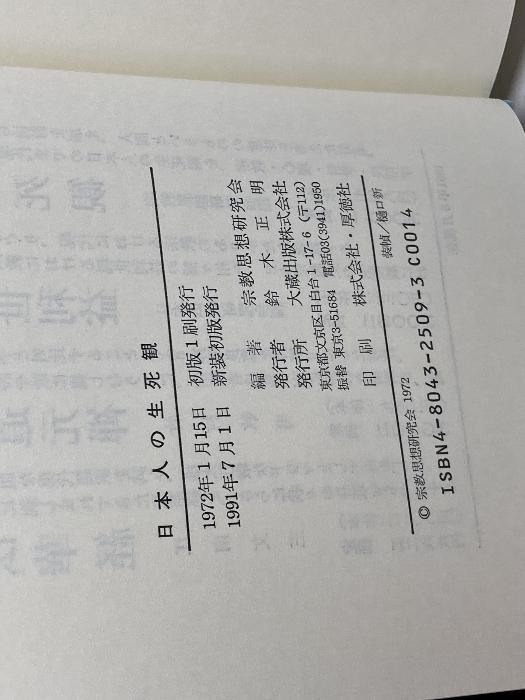 日本人の生死観
1972年1月15日 初版1刷発行
1991年7月1日 新装初版発行
編著 宗教思想研究会
発行者 鈴木正明
発行所 大蔵出版株式会社
東京都文京区目白台1-17-6 (〒112)
振替 東京3-51684 電話03(3941)1950
印刷 株式会社・厚徳社
装幀/樋口新
© 宗教思想研究会 1972
ISBN4-8043-2509-3 C0014